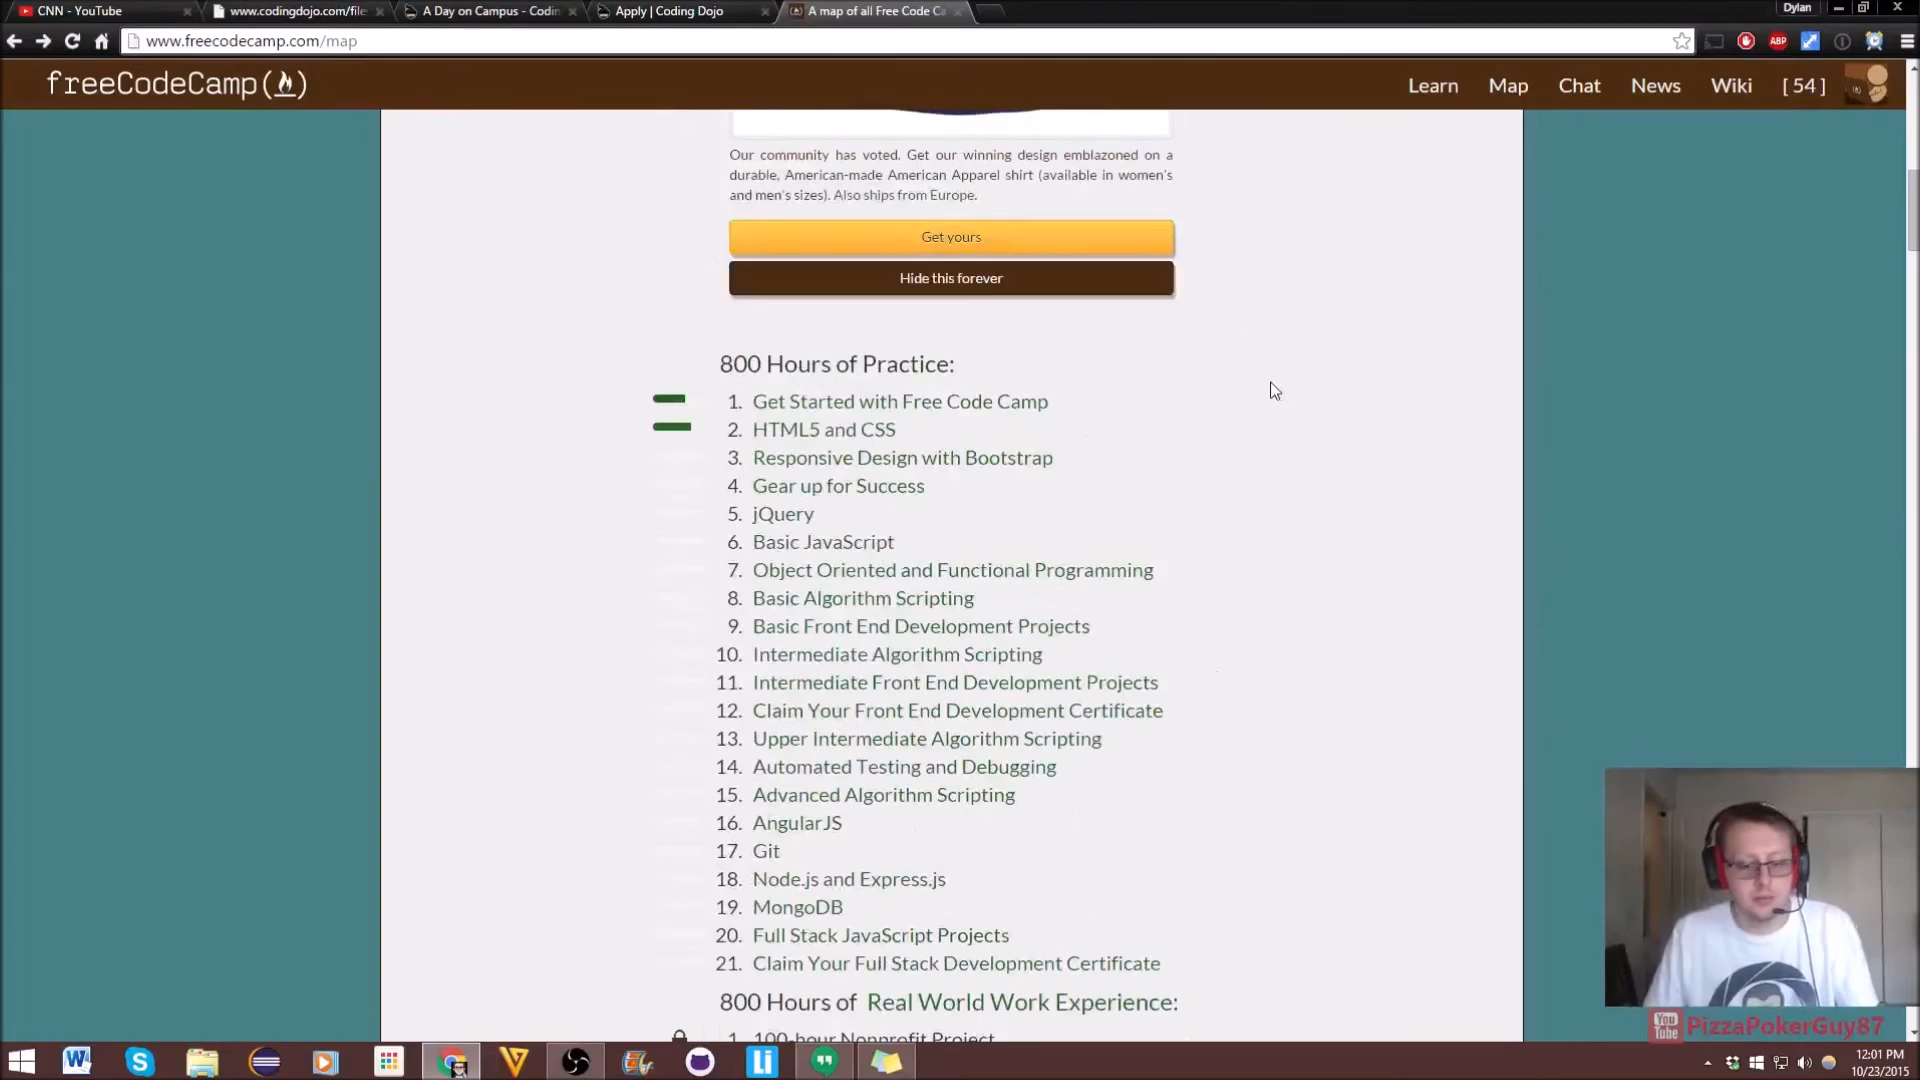 CNN - YouTube
www.codingdojo.com/file
A Day on Campus - Codin
Apply | Coding Dojo
A map of all Free Code Ca
Dylan
www.freecodecamp.com/map
ABP
freeCodeCamp
Learn
Map
Chat
News
Wiki
[ 54 ]
Our community has voted. Get our winning design emblazoned on a
durable, American-made American Apparel shirt (available in women's
and men's sizes). Also ships from Europe.
Get yours
Hide this forever
800 Hours of Practice:
1. Get Started with Free Code Camp
2. HTML5 and CSS
3. Responsive Design with Bootstrap
4. Gear up for Success
5. jQuery
6. Basic JavaScript
7. Object Oriented and Functional Programming
8. Basic Algorithm Scripting
9. Basic Front End Development Projects
10. Intermediate Algorithm Scripting
11. Intermediate Front End Development Projects
12. Claim Your Front End Development Certificate
13. Upper Intermediate Algorithm Scripting
14. Automated Testing and Debugging
15. Advanced Algorithm Scripting
16. AngularJS
17. Git
18. Node.js and Express.js
19. MongoDB
20. Full Stack JavaScript Projects
21. Claim Your Full Stack Development Certificate
800 Hours of Real World Work Experience:
1. 100-hour Nonprofit Project
You Tube PizzaPokerGuy87
Li
12:01 PM
10/23/2015